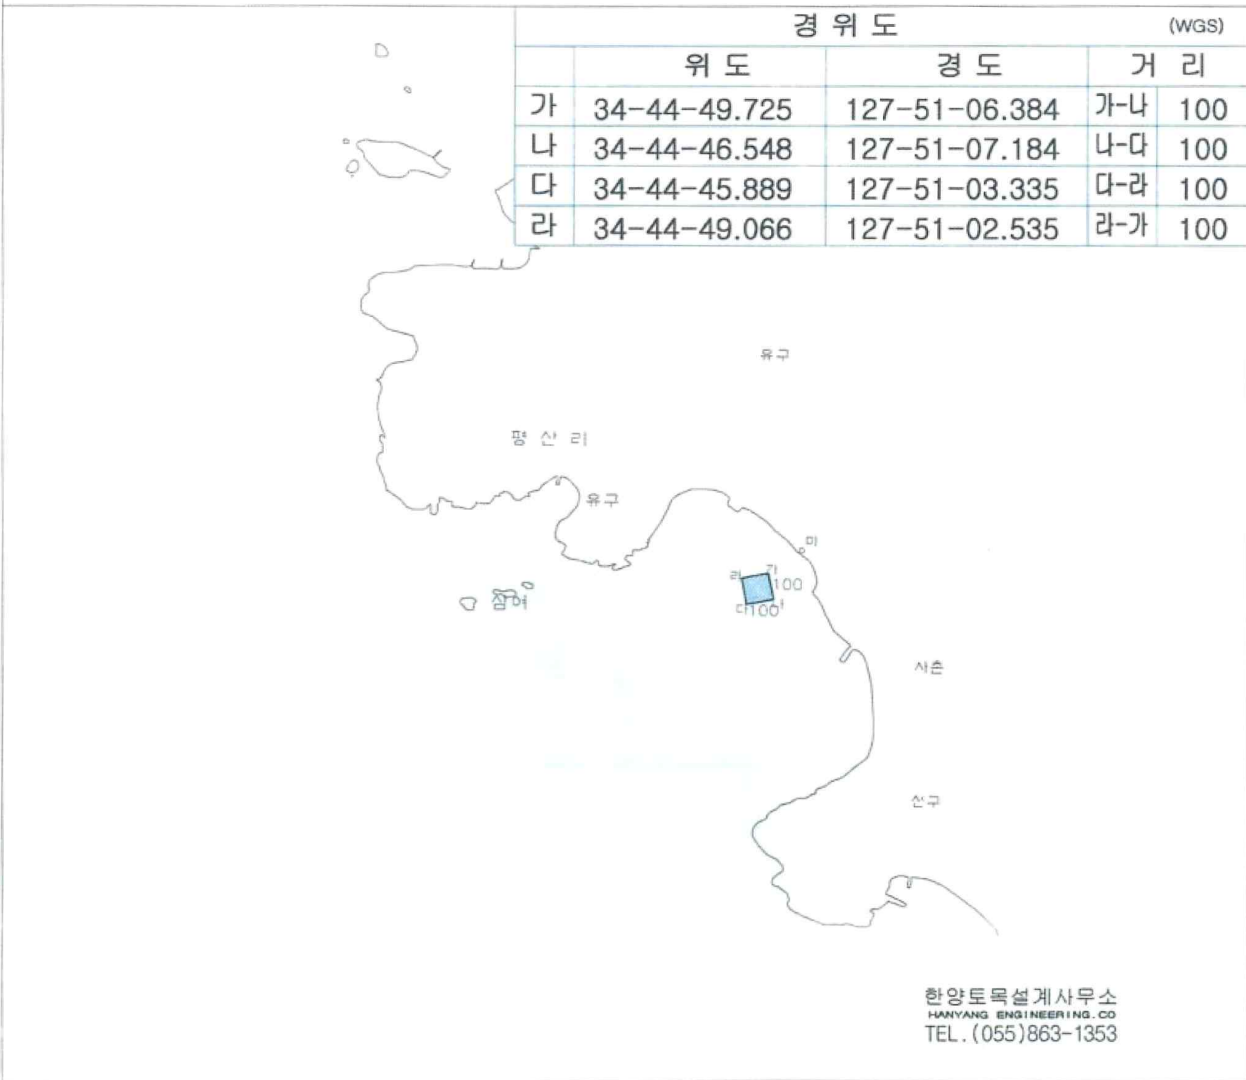 경 위 도 (WGS)
위 도 경 도 거 리
가 34-44-49.725 127-51-06.384 가-나 100
나 34-44-46.548 127-51-07.184 나-다 100
다 34-44-45.889 127-51-03.335 다-라 100
라 34-44-49.066 127-51-02.535 라-가 100
유구
평 산 리
유구
미
라 가
100
다 100 나
사촌
선구
한양토목설계사무소
HANYANG ENGINEERING.CO
TEL.(055)863-1353